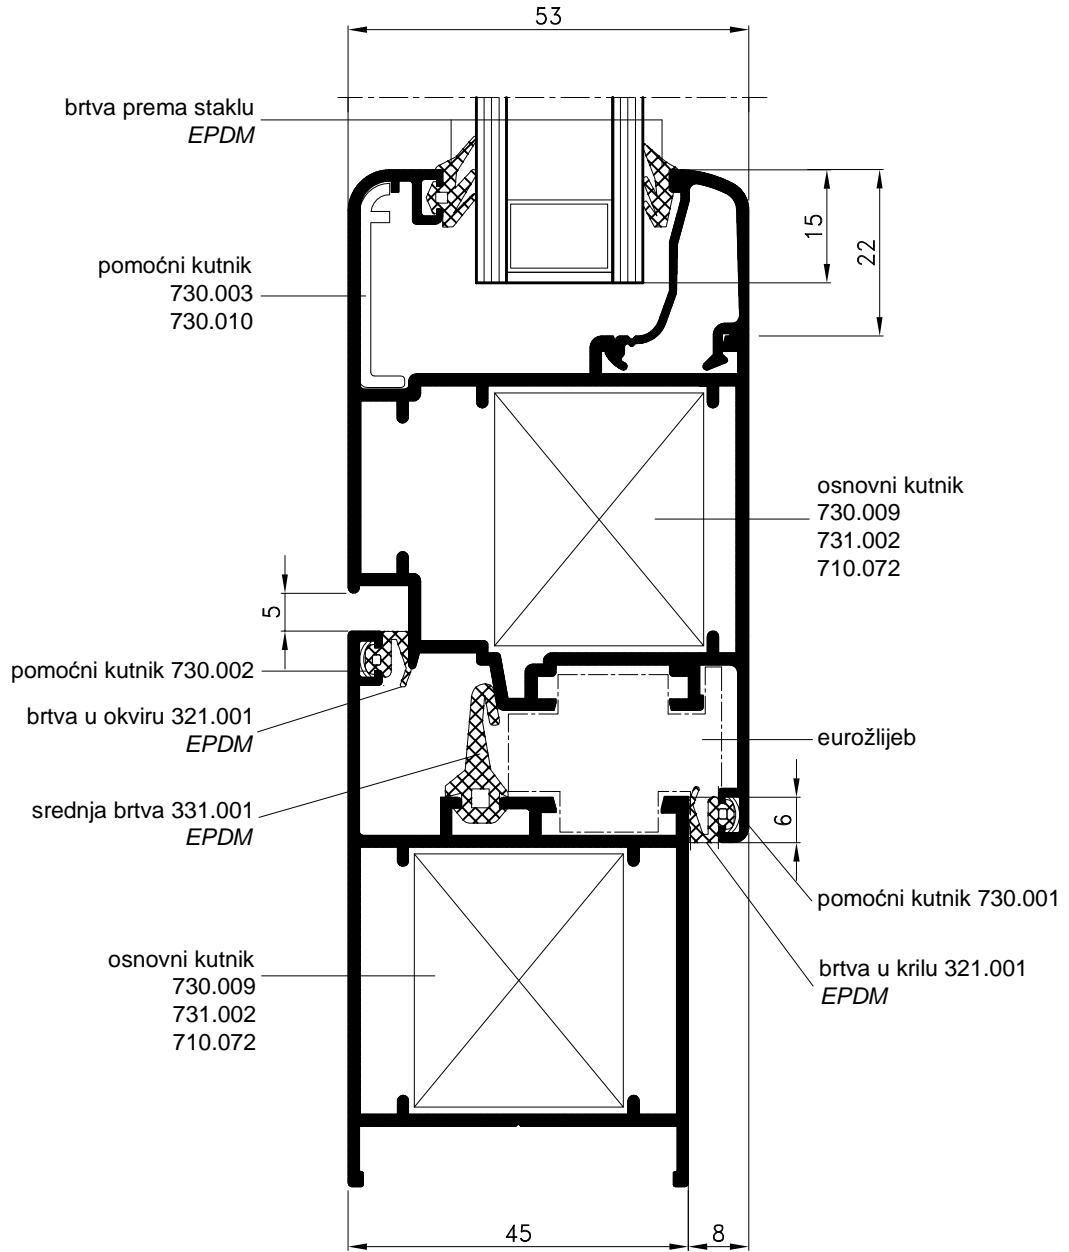 53
brtva prema staklu
EPDM
15
22
pomoćni kutnik
730.003
730.010
osnovni kutnik
730.009
731.002
710.072
5
pomoćni kutnik 730.002
brtva u okviru 321.001
EPDM
eurožlijeb
srednja brtva 331.001
EPDM
6
pomoćni kutnik 730.001
osnovni kutnik
730.009
731.002
710.072
brtva u krilu 321.001
EPDM
45
8